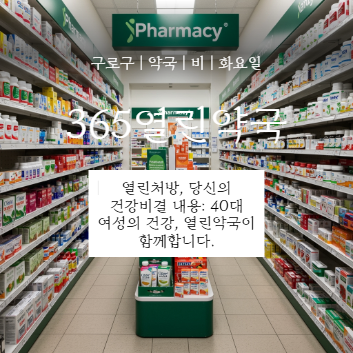 Pharmacy
구로구 | 약국 | 비 | 화요일
365열린약국
열린처방, 당신의
건강비결 내용: 40대
여성의 건강, 열린약국이
함께합니다.